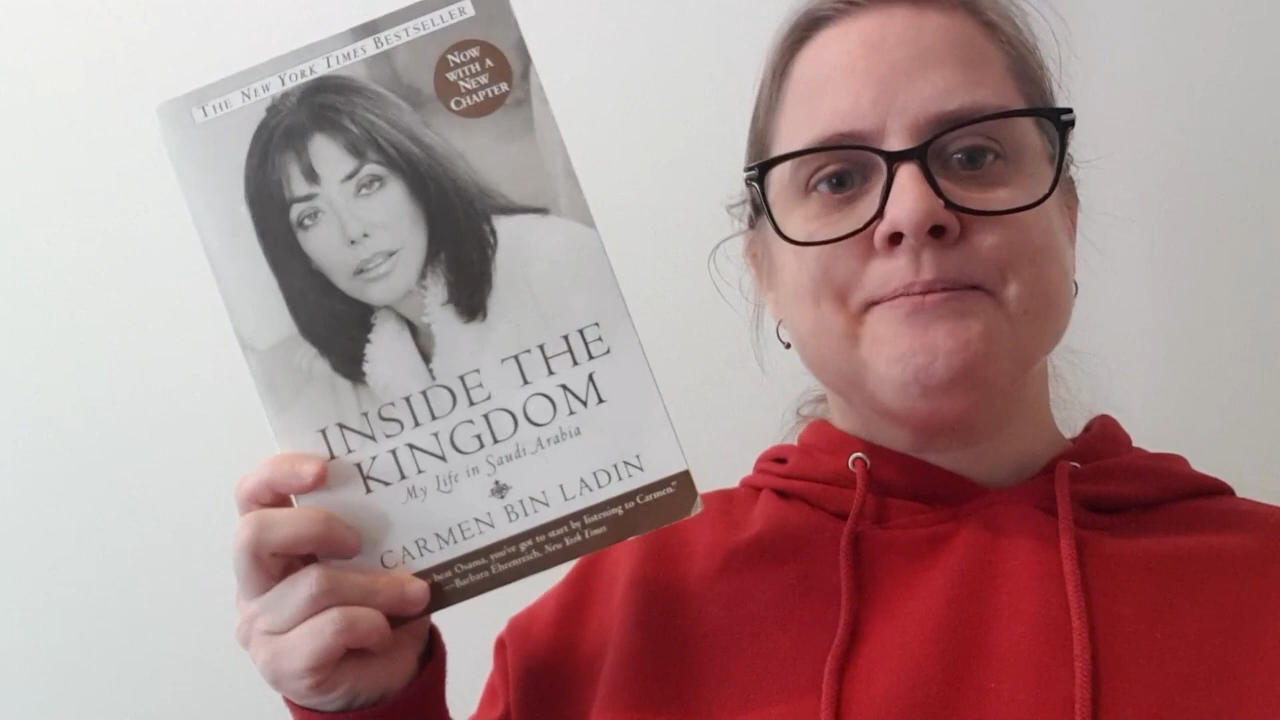 THE NEW YORK TIMES BESTSELLER
NOW
WITH A
NEW
CHAPTER
INSIDE THE
KINGDOM
My Life in Saudi Arabia
CARMEN BIN LADIN
beat Osama, you've got to start by listening to Carmen."
—Barbara Ehrenreich, New York Times